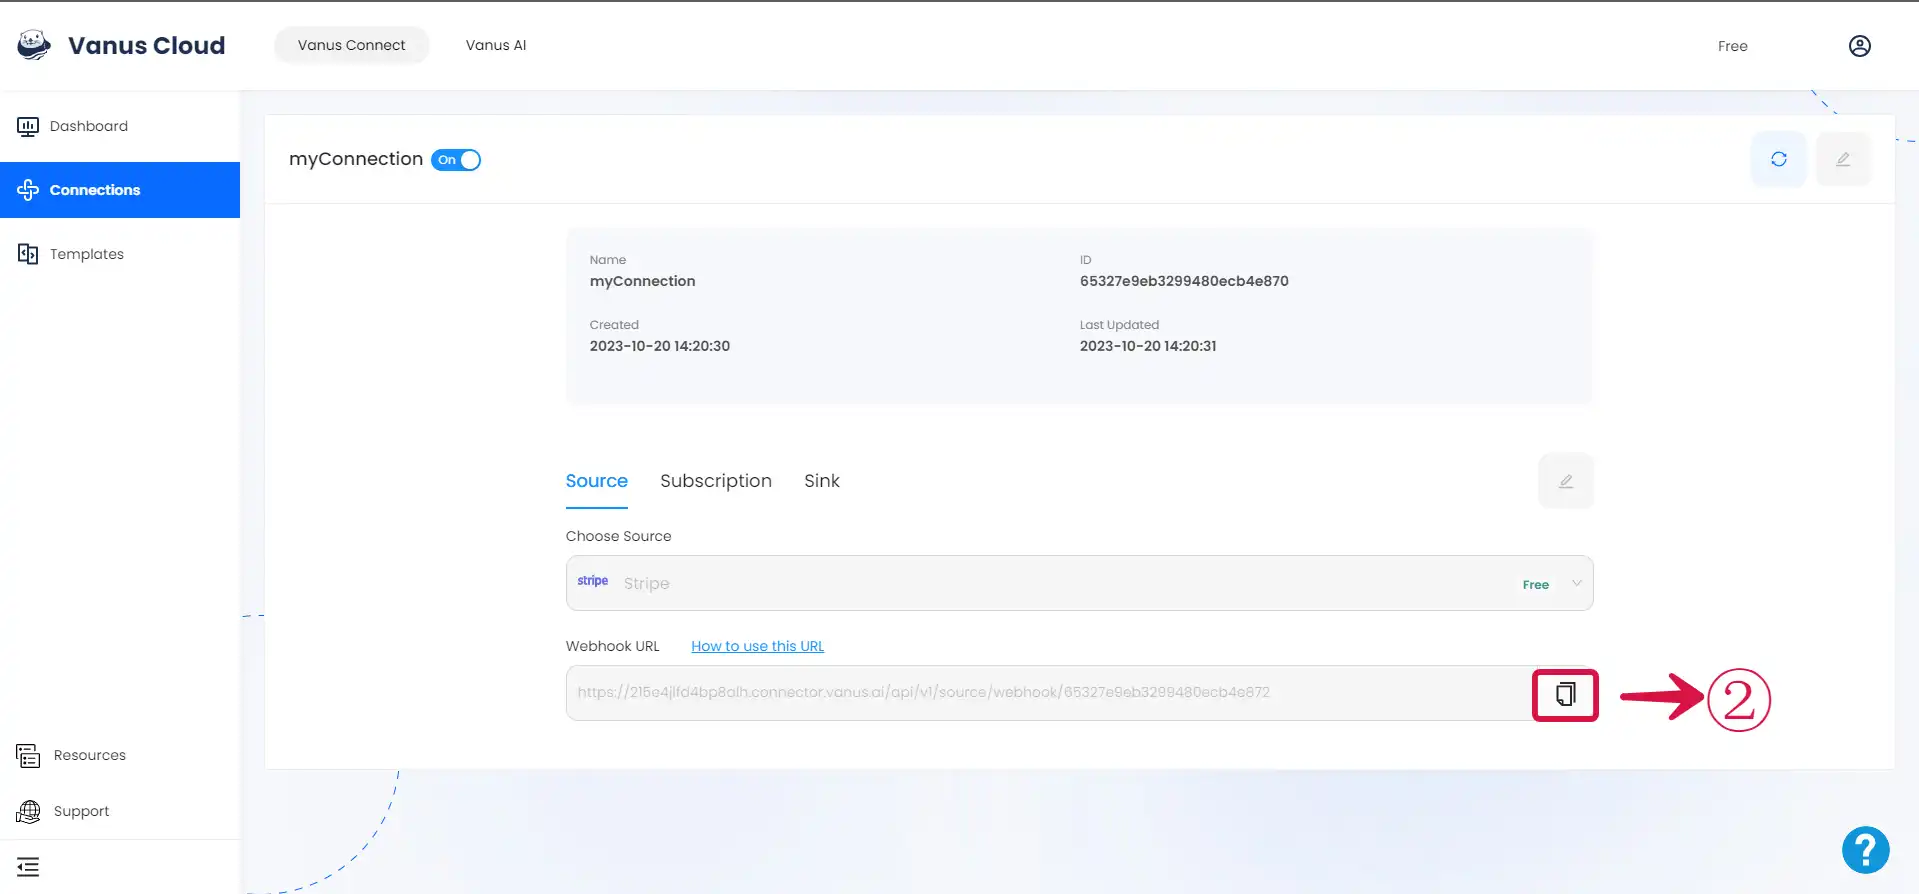 Vanus Cloud
Vanus Connect
Vanus AI
Free
Dashboard
Connections
Templates
myConnection
On
Name
myConnection
ID
65327e9eb3299480ecb4e870
Created
2023-10-20 14:20:30
Last Updated
2023-10-20 14:20:31
Source
Subscription
Sink
Choose Source
stripe
Stripe
Free
Webhook URL
How to use this URL
https://215e4jlfd4bp8alh.connector.vanus.ai/api/v1/source/webhook/65327e9eb3299480ecb4e872
②
Resources
Support
?